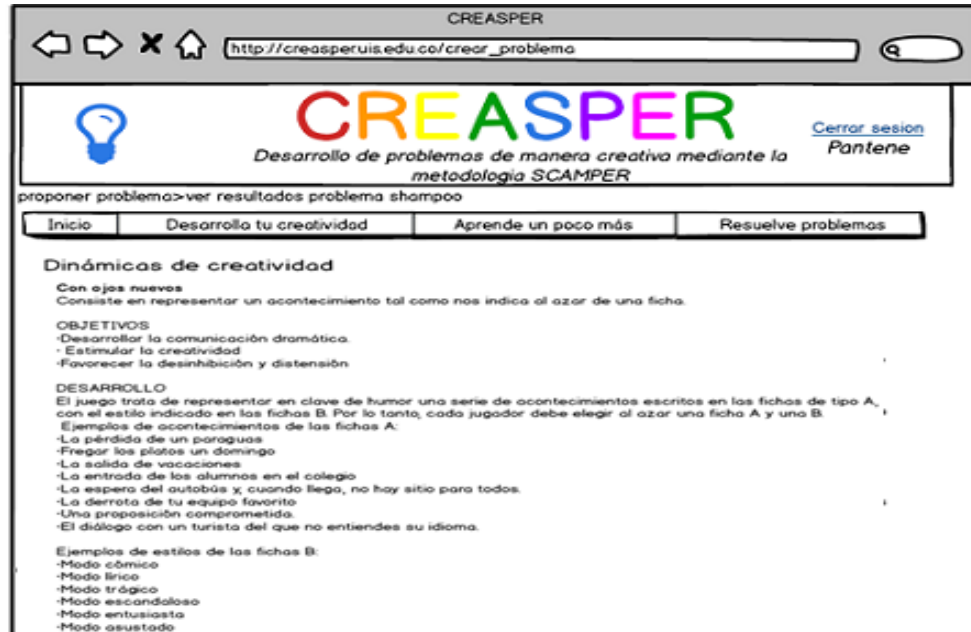 CREASPER
http://creasperuis.edu.co/crear_problema
CREASPER
Cerrar sesion
Desarrollo de problemas de manera creativa mediante la
Pantene
metodologia SCAMPER
proponer problema>ver resultados problema shampoo
Inicio Desarrolla tu creatividad Aprende un poco más Resuelve problemas
Dinámicas de creatividad
Con ojos nuevos
Consiste en representar un acontecimiento tal como nos indica al azar de una ficha.
OBJETIVOS
-Desarrollar la comunicación dramática.
- Estimular la creatividad
-Favorecer la desinhibición y distensión
DESARROLLO
El juego trata de representar en clave de humor una serie de acontecimientos escritos en las fichas de tipo A,
con el estilo indicado en las fichas B. Por lo tanto, cada jugador debe elegir al azar una ficha A y una B.
Ejemplos de acontecimientos de las fichas A:
-La pérdida de un paraguas
-Fregar los platos un domingo
-La salida de vacaciones
-La entrada de los alumnos en el colegio
-La espera del autobús y, cuando llega, no hay sitio para todos.
-La derrota de tu equipo favorito
-Una proposición comprometida.
-El diálogo con un turista del que no entiendes su idioma.
Ejemplos de estilos de las fichas B:
-Modo cómico
-Modo lírico
-Modo trágico
-Modo escandaloso
-Modo entusiasta
-Modo asustado